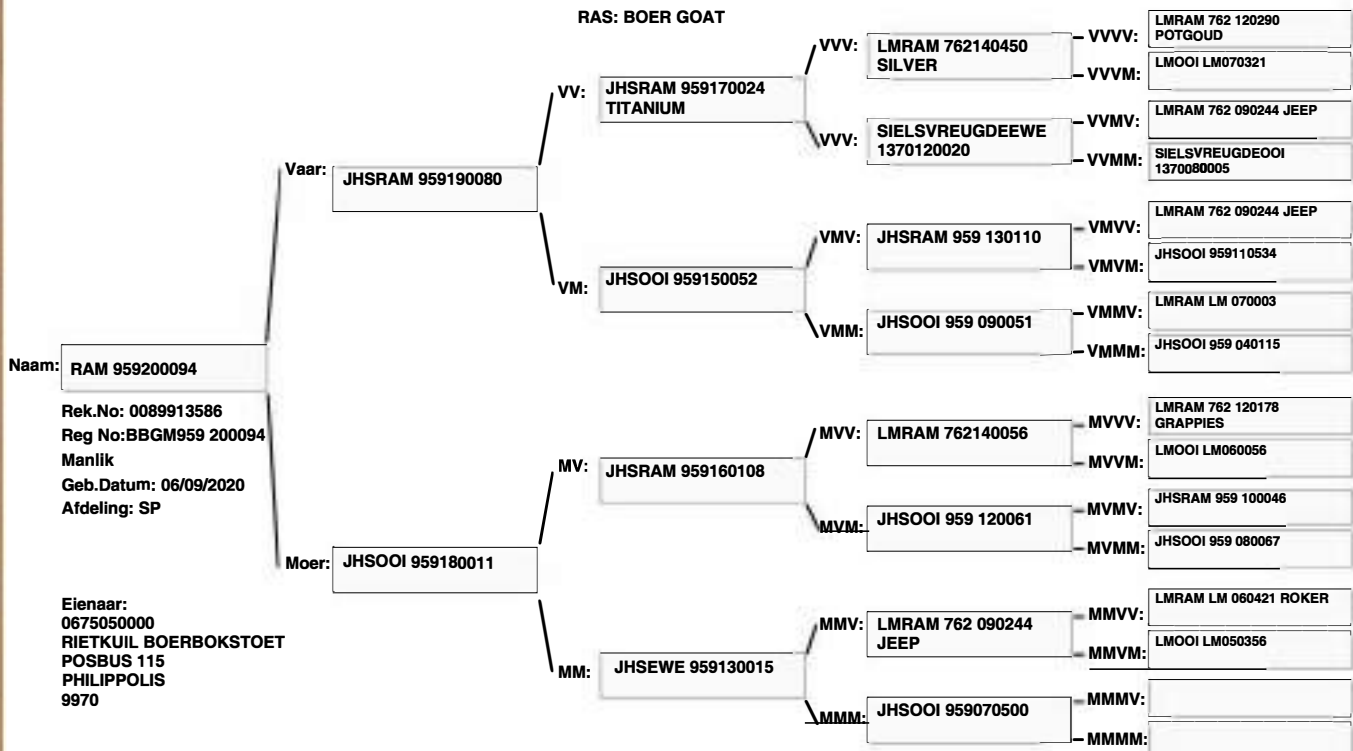 RAS: BOER GOAT
Naam: RAM 959200094
Rek.No: 0089913586
Reg No:BBGM959 200094
Manlik
Geb.Datum: 06/09/2020
Afdeling: SP
Eienaar:
0675050000
RIETKUIL BOERBOKSTOET
POSBUS 115
PHILIPPOLIS
9970
Vaar: JHSRAM 959190080
Moer: JHSOOI 959180011
VV: JHSRAM 959170024
TITANIUM
VM: JHSOOI 959150052
MV: JHSRAM 959160108
MM: JHSEWE 959130015
VVV: LMRAM 762140450
SILVER
VVV: SIELSVREUGDEEWE
1370120020
VMV: JHSRAM 959 130110
VMM: JHSOOI 959 090051
MVV: LMRAM 762140056
MVM: JHSOOI 959 120061
MMV: LMRAM 762 090244
JEEP
MMM: JHSOOI 959070500
VVVV: LMRAM 762 120290
POTGOUD
VVVM: LMOOI LM070321
VVMV: LMRAM 762 090244 JEEP
VVMM: SIELSVREUGDEOOI
1370080005
VMVV: LMRAM 762 090244 JEEP
VMVM: JHSOOI 959110534
VMMV: LMRAM LM 070003
VMMM: JHSOOI 959 040115
MVVV: LMRAM 762 120178
GRAPPIES
MVVM: LMOOI LM060056
MVMV: JHSRAM 959 100046
MVMM: JHSOOI 959 080067
MMVV: LMRAM LM 060421 ROKER
MMVM: LMOOI LM050356
MMMV:
MMMM: